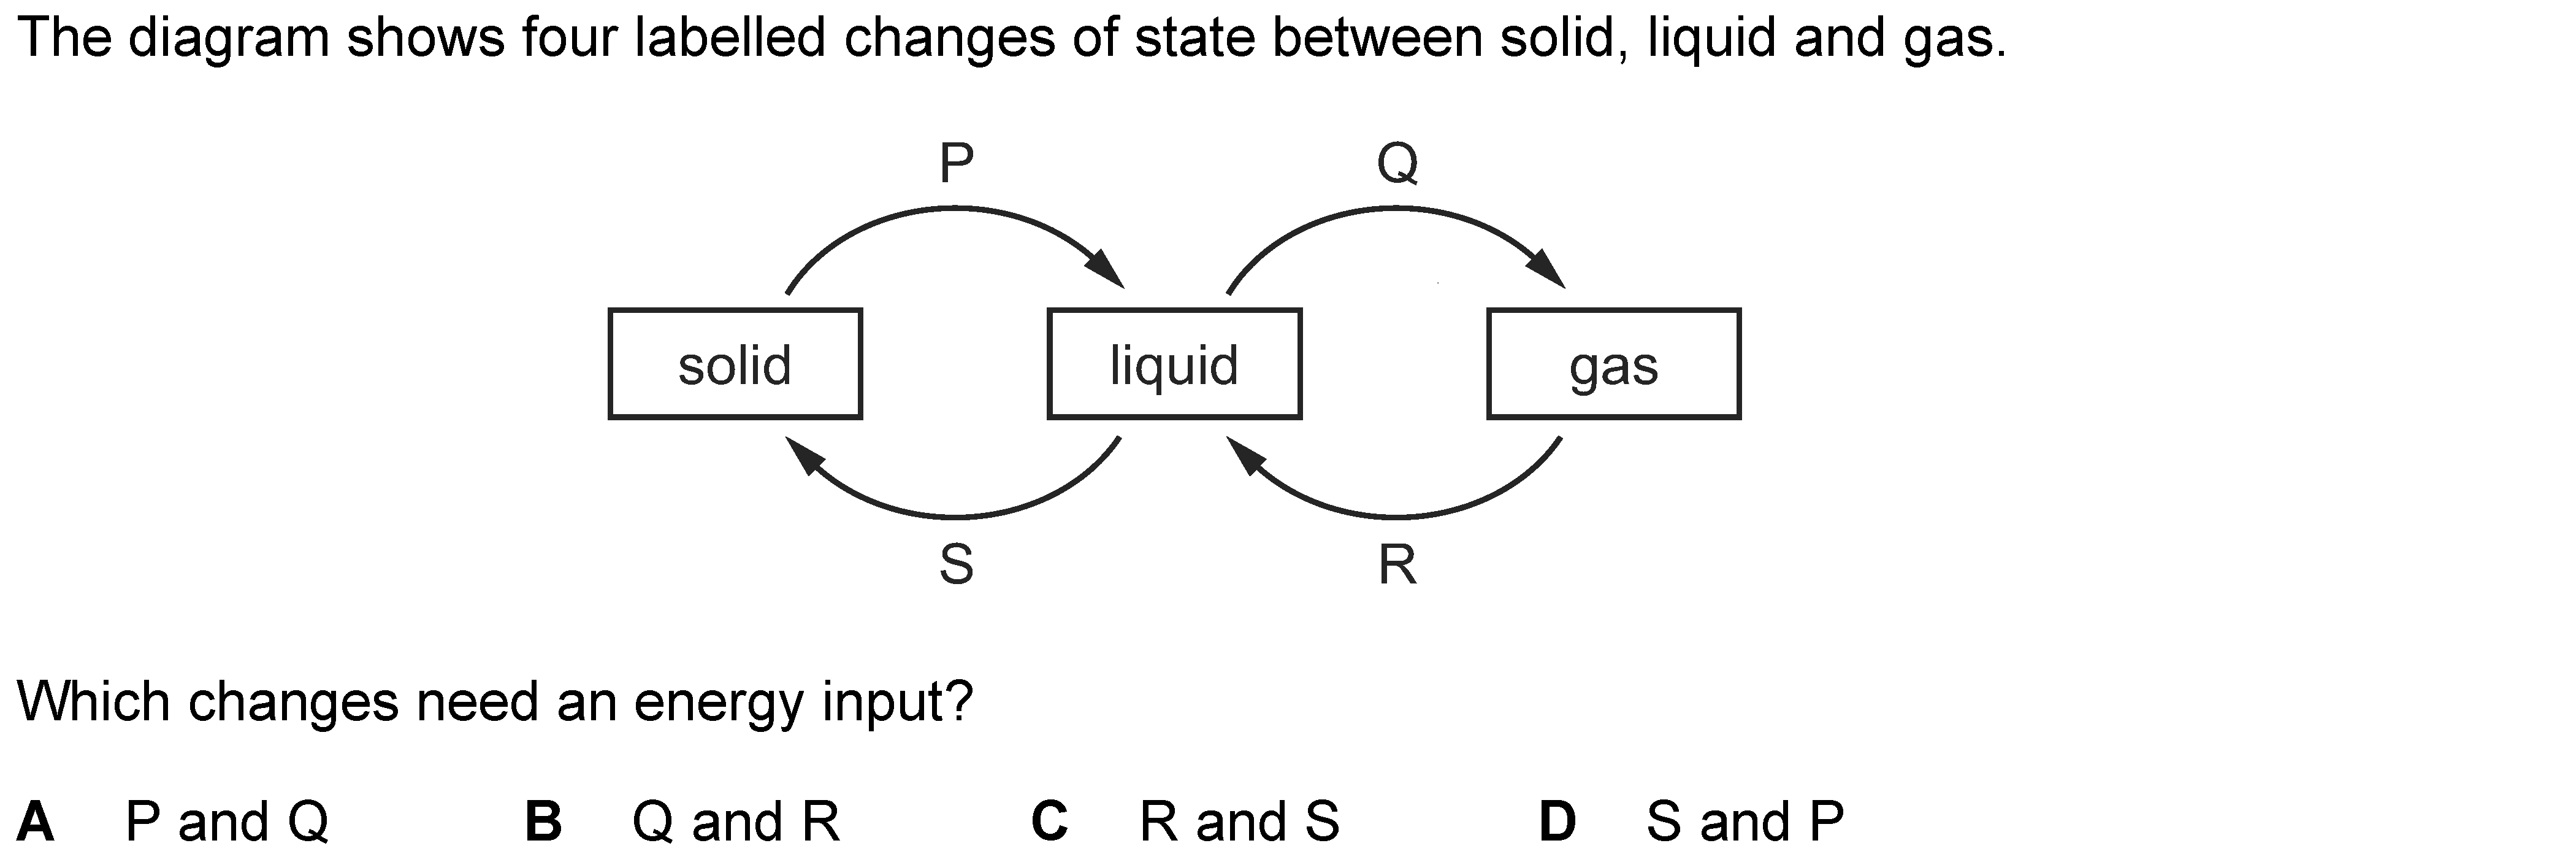 The diagram shows four labelled changes of state between solid, liquid and gas.
P Q
solid liquid gas
S R
Which changes need an energy input?
A P and Q B Q and R C R and S D S and P